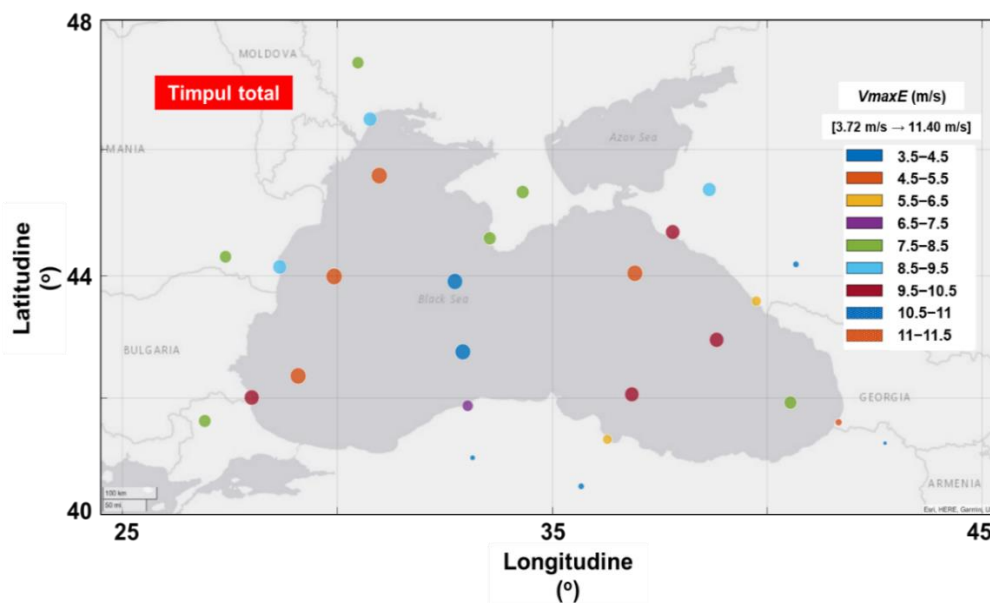 48
MOLDOVA
Timpul total
VmaxE (m/s)
[3.72 m/s → 11.40 m/s]
Azov Sea
MANIA
3.5–4.5
4.5–5.5
5.5–6.5
6.5–7.5
7.5–8.5
8.5–9.5
9.5–10.5
10.5–11
11–11.5
Latitudine
(º)
44
Black Sea
BULGARIA
GEORGIA
ARMENIA
100 km
50 mi
Esri, HERE, Garmin, U
40
25
35
45
Longitudine
(º)